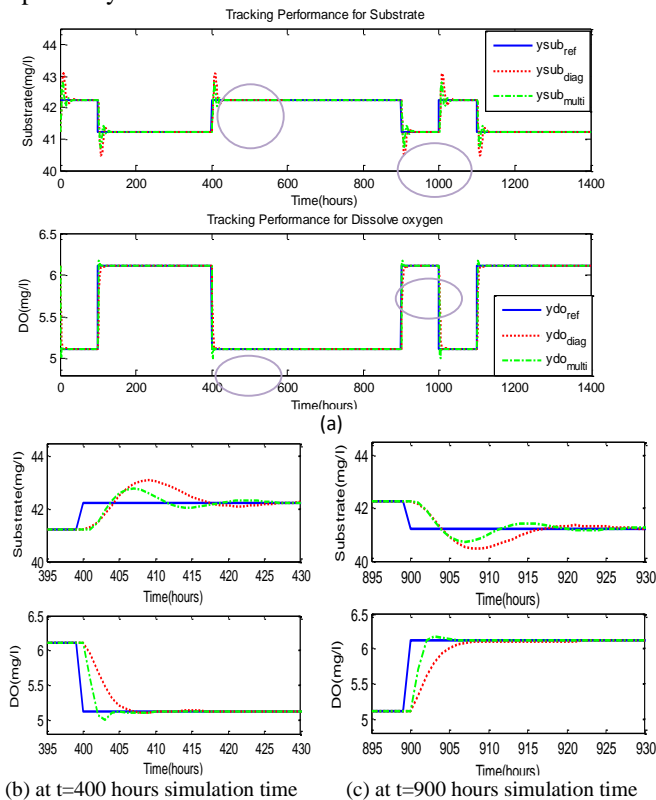 Tracking Performance for Substrate
Substrate(mg/l)
44
43
42
41
40
0 200 400 600 800 1000 1200 1400
Time(hours)
ysub_ref
ysub_diag
ysub_multi
Tracking Performance for Dissolve oxygen
DO(mg/l)
6.5
6
5.5
5
0 200 400 600 800 1000 1200 1400
Time(hours)
ydo_ref
ydo_diag
ydo_multi
(a)
Substrate(mg/l)
44
42
40
395 400 405 410 415 420 425 430
Time(hours)
Substrate(mg/l)
44
42
40
895 900 905 910 915 920 925 930
Time(hours)
DO(mg/l)
6.5
6
5.5
5
395 400 405 410 415 420 425 430
Time(hours)
DO(mg/l)
6.5
6
5.5
5
895 900 905 910 915 920 925 930
Time(hours)
(b) at t=400 hours simulation time
(c) at t=900 hours simulation time